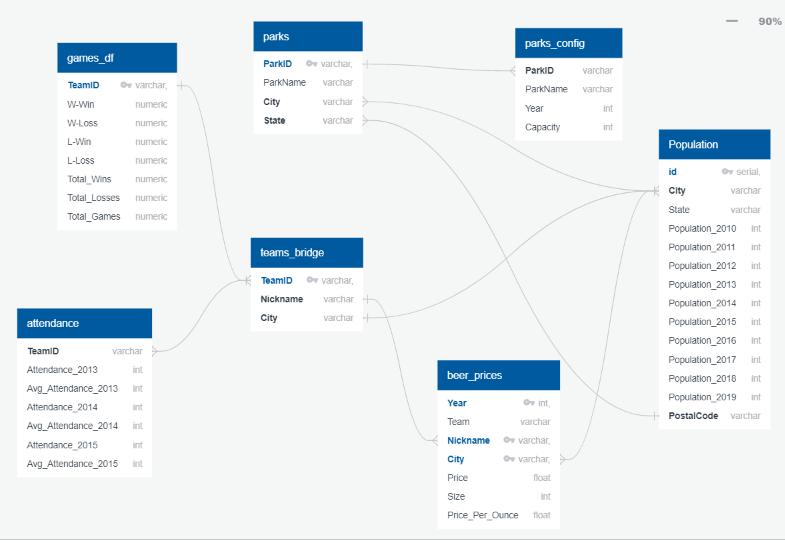 90%
games_df
TeamID varchar,
W-Win numeric
W-Loss numeric
L-Win numeric
L-Loss numeric
Total_Wins numeric
Total_Losses numeric
Total_Games numeric
parks
ParkID varchar,
ParkName varchar
City varchar
State varchar
parks_config
ParkID varchar
ParkName varchar
Year int
Capacity int
Population
id serial,
City varchar
State varchar
Population_2010 int
Population_2011 int
Population_2012 int
Population_2013 int
Population_2014 int
Population_2015 int
Population_2016 int
Population_2017 int
Population_2018 int
Population_2019 int
PostalCode varchar
teams_bridge
TeamID varchar,
Nickname varchar
City varchar
attendance
TeamID varchar
Attendance_2013 int
Avg_Attendance_2013 int
Attendance_2014 int
Avg_Attendance_2014 int
Attendance_2015 int
Avg_Attendance_2015 int
beer_prices
Year int,
Team varchar
Nickname varchar,
City varchar,
Price float
Size int
Price_Per_Ounce float